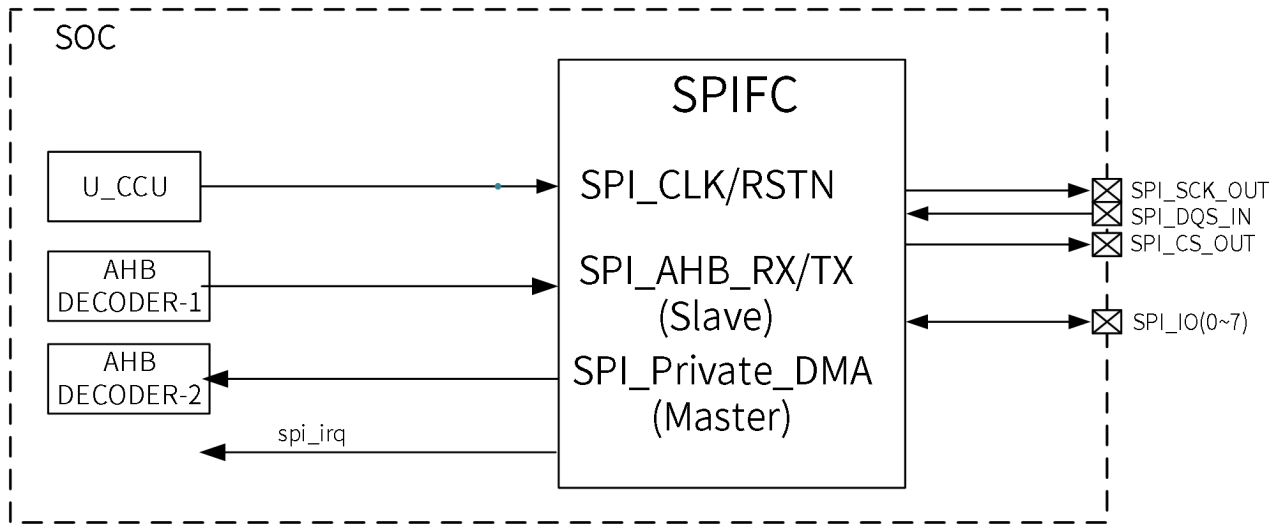 SOC
SPIFC
U_CCU
SPI_CLK/RSTN
SPI_SCK_OUT
SPI_DQS_IN
SPI_CS_OUT
AHB
DECODER-1
SPI_AHB_RX/TX
(Slave)
SPI_IO(0~7)
AHB
DECODER-2
SPI_Private_DMA
(Master)
spi_irq